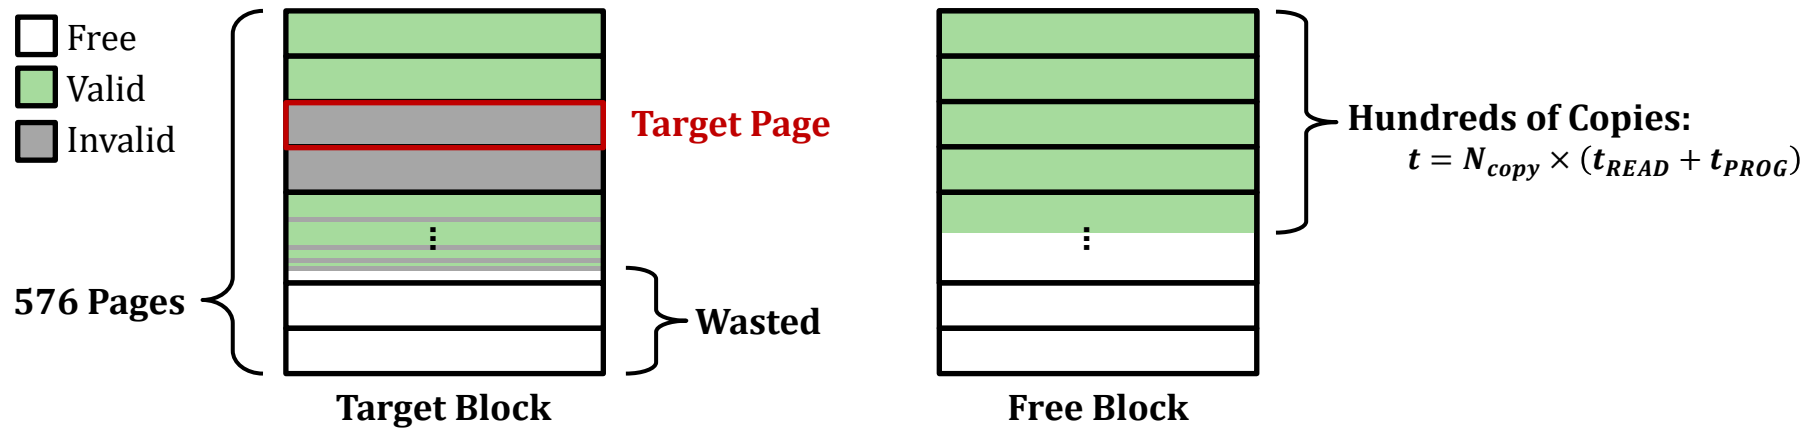 Free
Valid
Invalid
576 Pages
Target Page
Wasted
Target Block
Hundreds of Copies:
t = N_copy × (t_READ + t_PROG)
Free Block